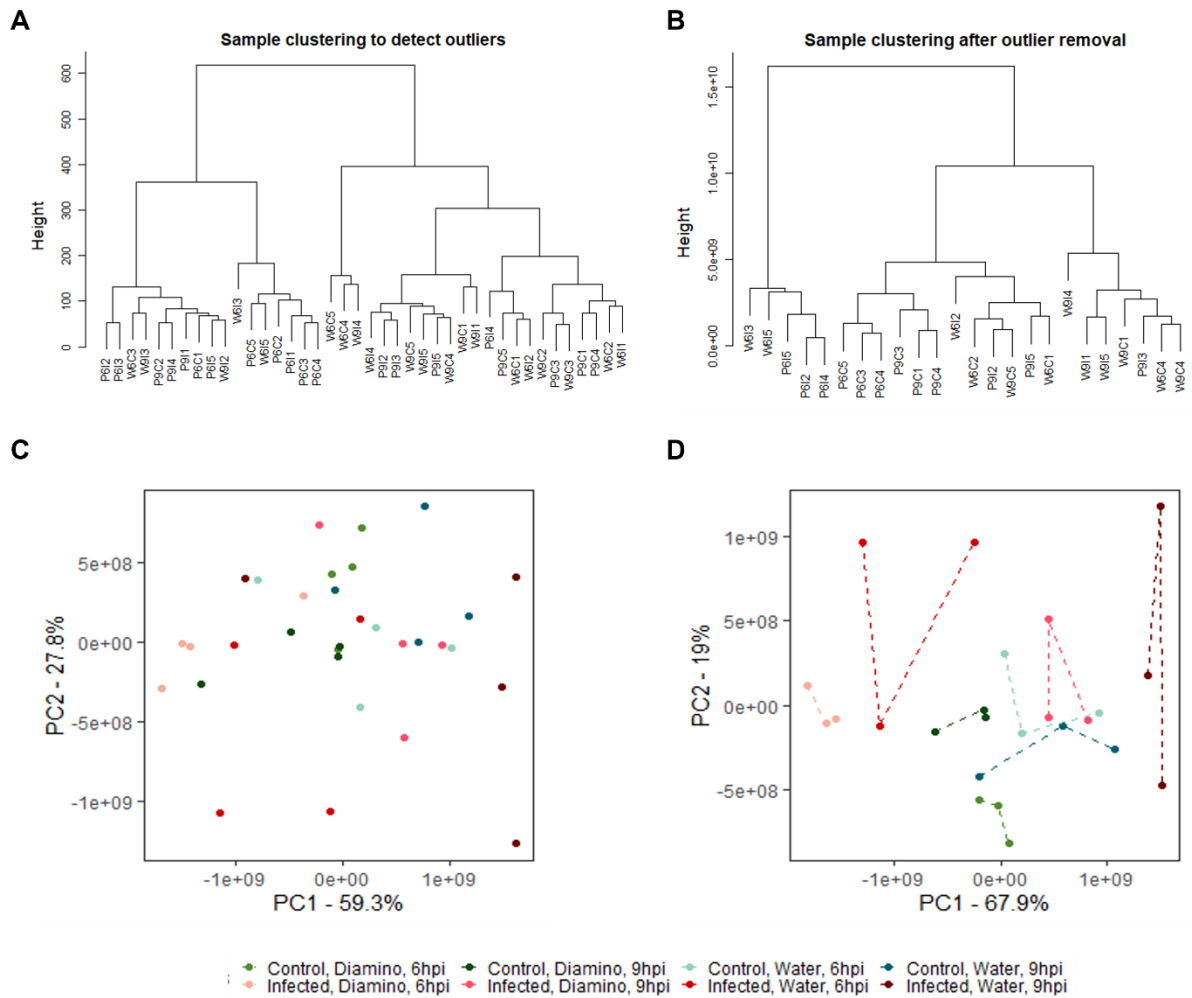 A
Sample clustering to detect outliers
Height
600
500
400
300
200
100
0
P6I2
P6I3
W6C3
W9I3
P9C2
P9I4
P9I1
P6C1
P6I5
W9I2
W6I3
P6C5
W6I5
P6C2
P6I1
P6C3
P6C4
W6C5
W6C4
W9I4
W6I4
P9I2
P9I3
W9C5
W9I5
P9I5
W9C4
W9C1
W9I1
P6I4
P9C5
W6C1
W6I2
W9C2
P9C3
W9C3
P9C1
P9C4
W6C2
W6I1
B
Sample clustering after outlier removal
Height
1.5e+10
1.0e+10
5.0e+09
0.0e+00
W6I3
W6I5
P6I5
P6I2
P6I4
P6C5
P6C3
P6C4
P9C3
P9C1
P9C4
W6I2
W6C2
P9I2
W9C5
P9I5
W6C1
W9I4
W9I1
W9I5
W9C1
P9I3
W6C4
W9C4
C
PC2 - 27.8%
5e+08
0e+00
-5e+08
-1e+09
-1e+09 0e+00 1e+09
PC1 - 59.3%
D
PC2 - 19%
1e+09
5e+08
0e+00
-5e+08
-1e+09 0e+00 1e+09
PC1 - 67.9%
Control, Diamino, 6hpi Control, Diamino, 9hpi Control, Water, 6hpi Control, Water, 9hpi
Infected, Diamino, 6hpi Infected, Diamino, 9hpi Infected, Water, 6hpi Infected, Water, 9hpi